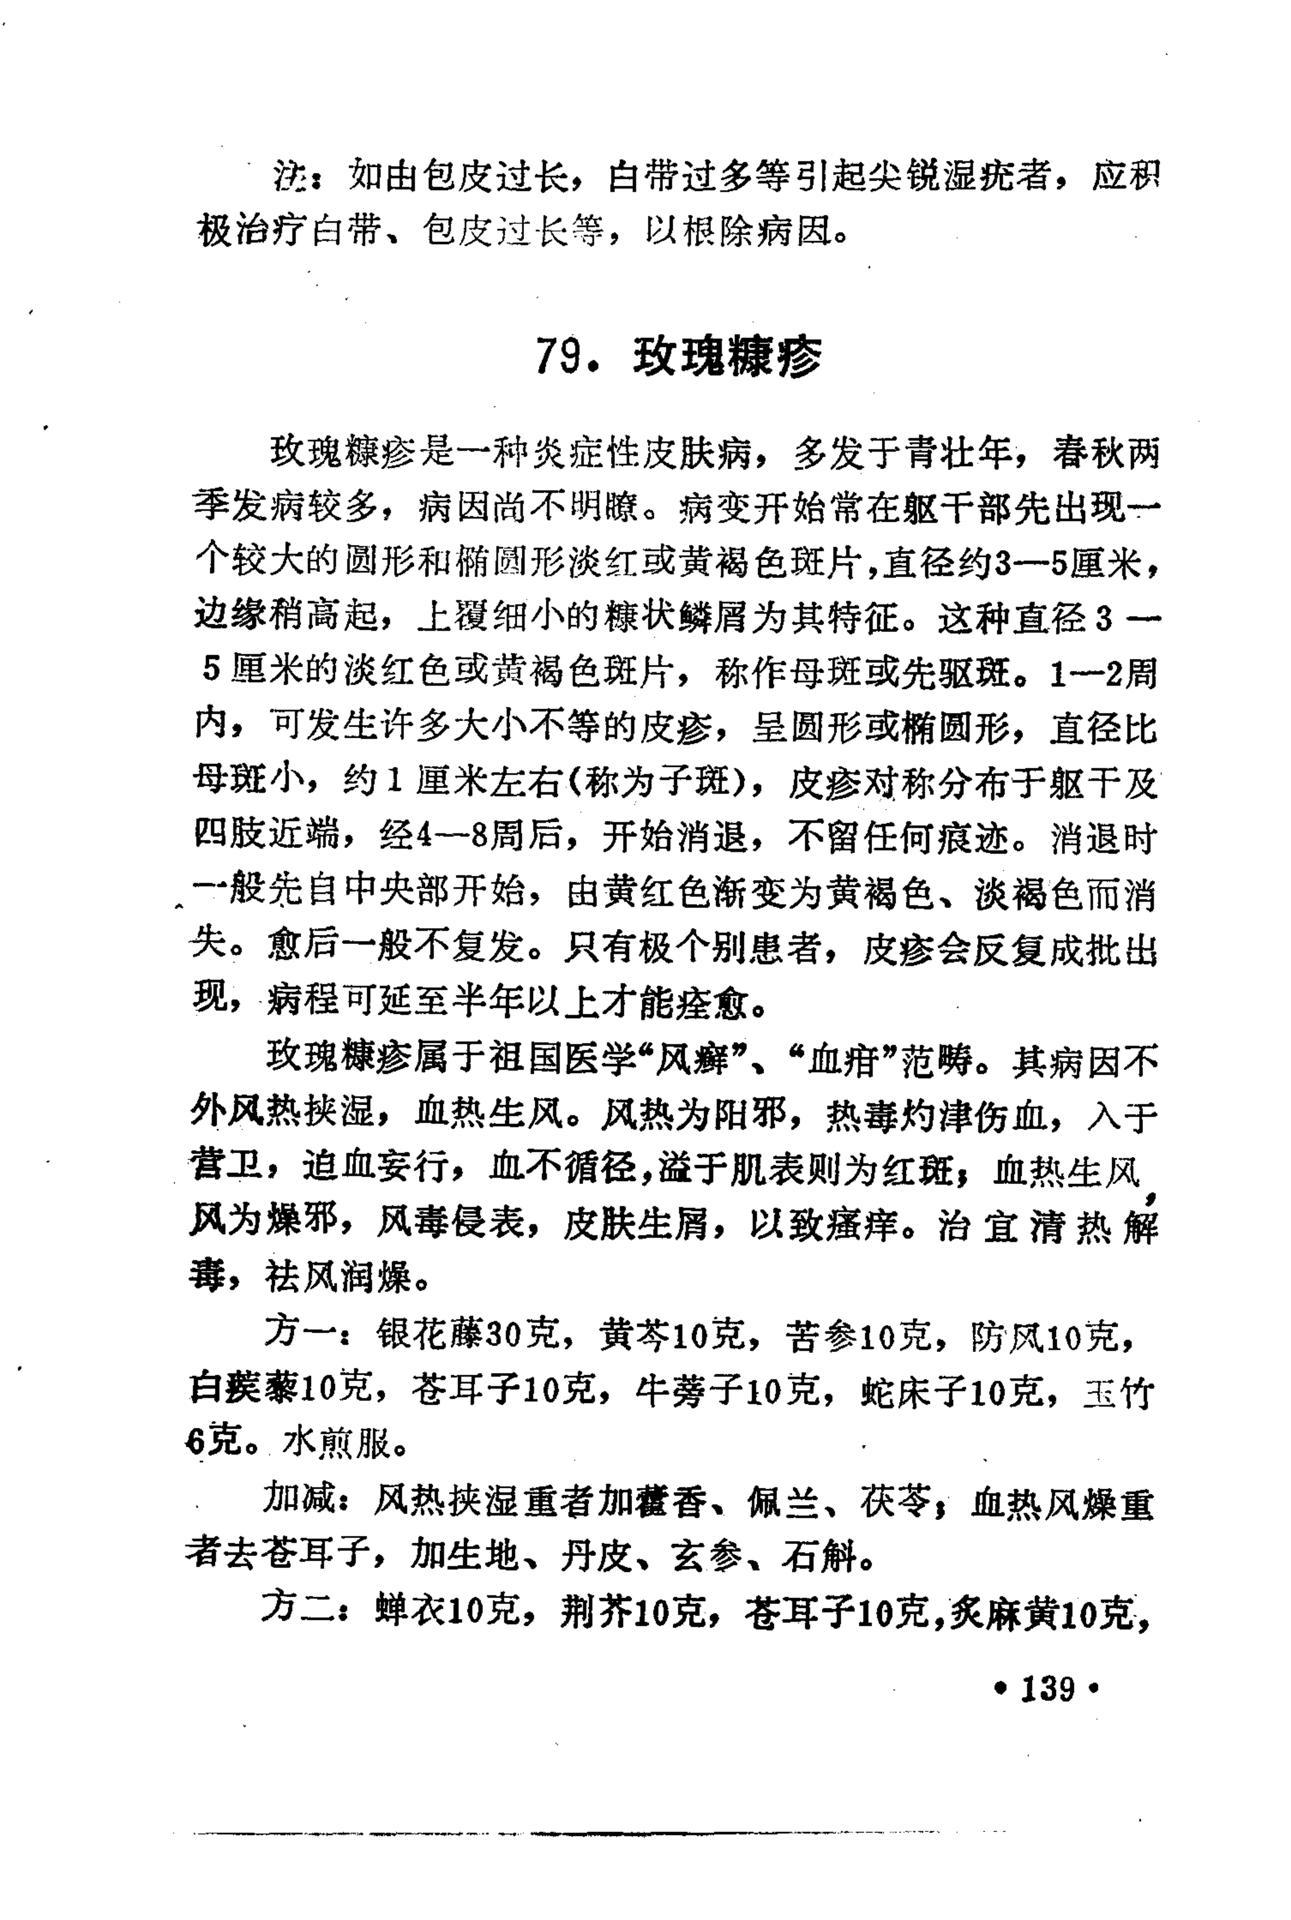 注：如由包皮过长，白带过多等引起尖锐湿疣者，应积
极治疗白带、包皮过长等，以根除病因。
79．玫瑰糠疹
玫瑰糠疹是一种炎症性皮肤病，多发于青壮年，春秋两
季发病较多，病因尚不明瞭。病变开始常在躯干部先出现一
个较大的圆形和椭圆形淡红或黄褐色斑片，直径约3—5厘米，
边缘稍高起，上覆细小的糠状鳞屑为其特征。这种直径3—
5厘米的淡红色或黄褐色斑片，称作母斑或先驱斑。1—2周
内，可发生许多大小不等的皮疹，呈圆形或椭圆形，直径比
母斑小，约1厘米左右(称为子斑)，皮疹对称分布于躯干及
四肢近端，经4—8周后，开始消退，不留任何痕迹。消退时
一般先自中央部开始，由黄红色渐变为黄褐色、淡褐色而消
失。愈后一般不复发。只有极个别患者，皮疹会反复成批出
现，病程可延至半年以上才能痊愈。
玫瑰糠疹属于祖国医学“风癣”、“血疳”范畴。其病因不
外风热挟湿，血热生风。风热为阳邪，热毒灼津伤血，入于
营卫，迫血妄行，血不循径，溢于肌表则为红斑；血热生风，
风为燥邪，风毒侵表，皮肤生屑，以致瘙痒。治宜清热解
毒，祛风润燥。
方一：银花藤30克，黄芩10克，苦参10克，防风10克，
白蒺藜10克，苍耳子10克，牛蒡子10克，蛇床子10克，玉竹
6克。水煎服。
加减：风热挟湿重者加藿香、佩兰、茯苓；血热风燥重
者去苍耳子，加生地、丹皮、玄参、石斛。
方二：蝉衣10克，荆芥10克，苍耳子10克，炙麻黄10克，
•139•